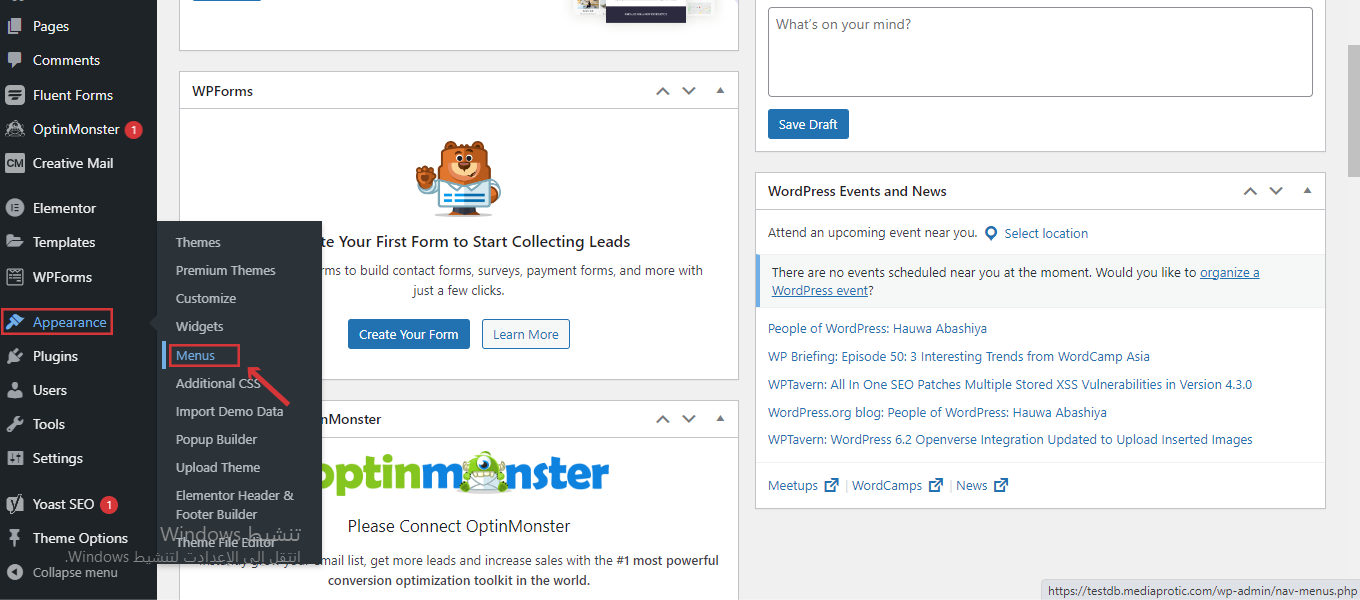 Pages
Comments
Fluent Forms
OptinMonster 1
CM Creative Mail
Elementor
Templates
WPForms
Appearance
Plugins
Users
Tools
Settings
Yoast SEO 1
Theme Options
Collapse menu
Themes
Premium Themes
Customize
Widgets
Menus
Additional CSS
Import Demo Data
Popup Builder
Upload Theme
Elementor Header &
Footer Builder
Theme File Editor
تنشيط Windows
انتقل إلى الإعدادات لتنشيط Windows.
WPForms
te Your First Form to Start Collecting Leads
rms to build contact forms, surveys, payment forms, and more with
just a few clicks.
Create Your Form
Learn More
inMonster
optinmonster
Please Connect OptinMonster
Instantly grow your email list, get more leads and increase sales with the #1 most powerful
conversion optimization toolkit in the world.
What's on your mind?
Save Draft
WordPress Events and News
Attend an upcoming event near you. Select location
There are no events scheduled near you at the moment. Would you like to organize a
WordPress event?
People of WordPress: Hauwa Abashiya
WP Briefing: Episode 50: 3 Interesting Trends from WordCamp Asia
WPTavern: All In One SEO Patches Multiple Stored XSS Vulnerabilities in Version 4.3.0
WordPress.org blog: People of WordPress: Hauwa Abashiya
WPTavern: WordPress 6.2 Openverse Integration Updated to Upload Inserted Images
Meetups | WordCamps | News
https://testdb.mediaprotic.com/wp-admin/nav-menus.php